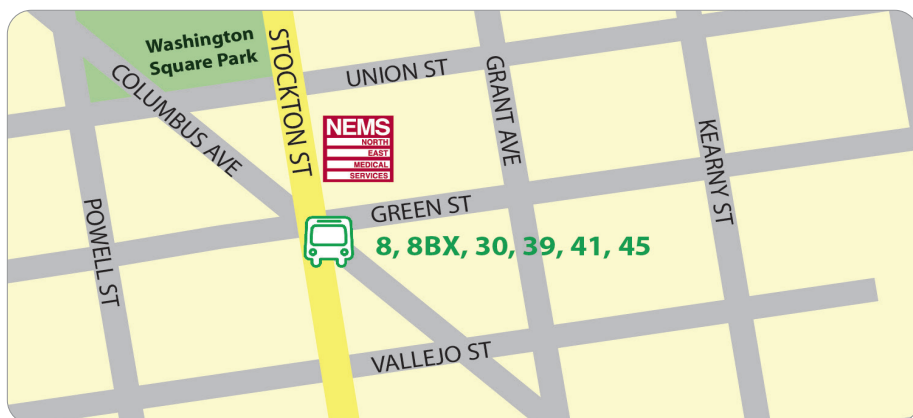 Washington
Square Park
STOCKTON ST
UNION ST
GRANT AVE
COLUMBUS AVE
NEMS
NORTH
EAST
MEDICAL
SERVICES
KEARNY ST
POWELL ST
GREEN ST
8, 8BX, 30, 39, 41, 45
VALLEJO ST